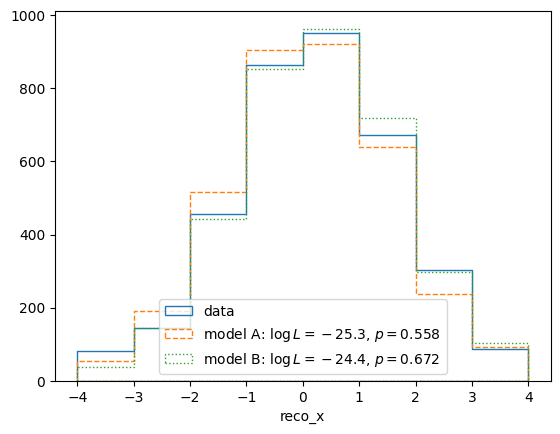 1000
800
600
400
200
0
data
model A: log L = −25.3, p = 0.558
model B: log L = −24.4, p = 0.672
−4 −3 −2 −1 0 1 2 3 4
reco_x